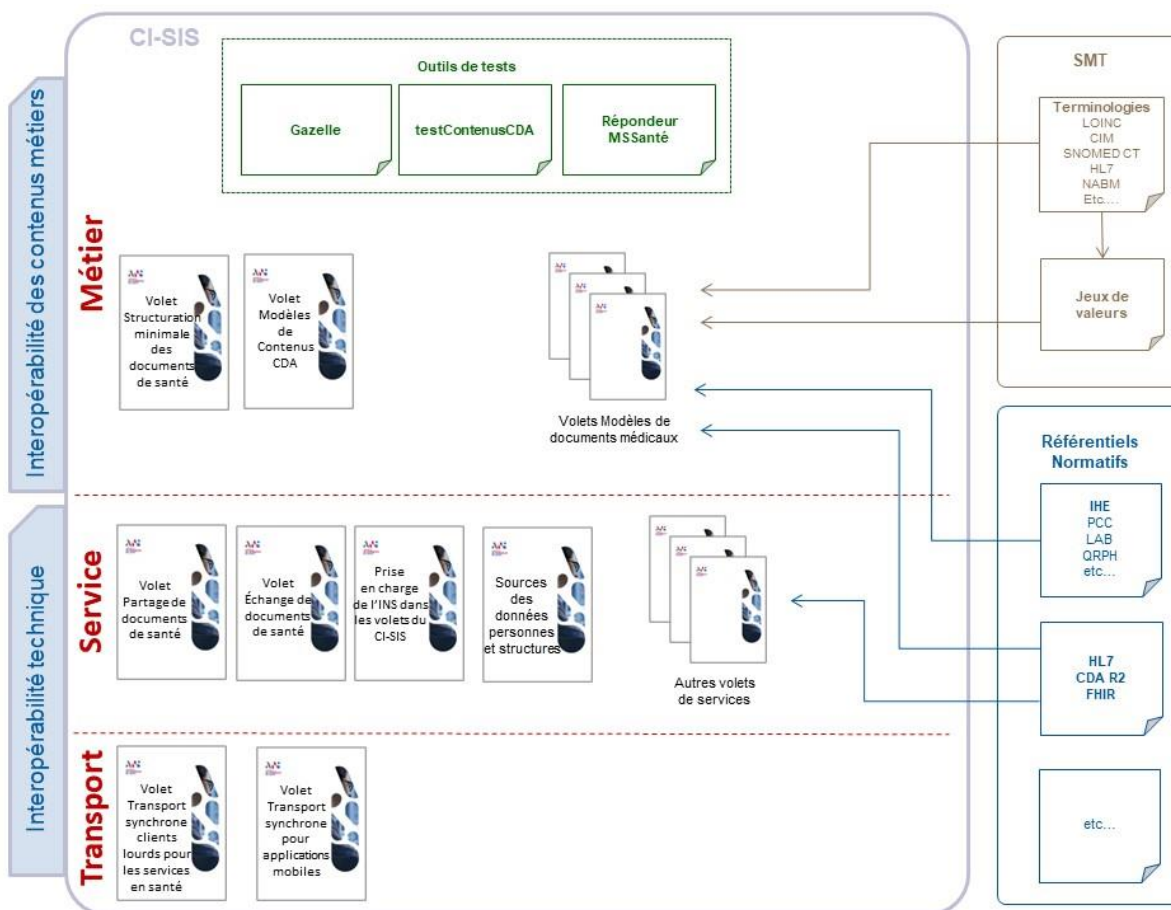 CI-SIS
Interopérabilité des contenus métiers
Interopérabilité technique
Outils de tests
Gazelle
testContenusCDA
Répondeur
MSSanté
Métier
Volet
Structuration
minimale
des
documents
de santé
Volet
Modèles
de
Contenus
CDA
Volets Modèles de
documents médicaux
Service
Volet
Partage de
documents
de santé
Volet
Échange de
documents
de santé
Prise
en charge
de l’INS dans
les volets du
CI-SIS
Sources
des
données
personnes
et structures
Autres volets
de services
Transport
Volet
Transport
synchrone
clients
lourds pour
les services
en santé
Volet
Transport
synchrone
pour
applications
mobiles
SMT
Terminologies
LOINC
CIM
SNOMED CT
HL7
NABM
Etc....
Jeux de
valeurs
Référentiels
Normatifs
IHE
PCC
LAB
QRPH
etc...
HL7
CDA R2
FHIR
etc...